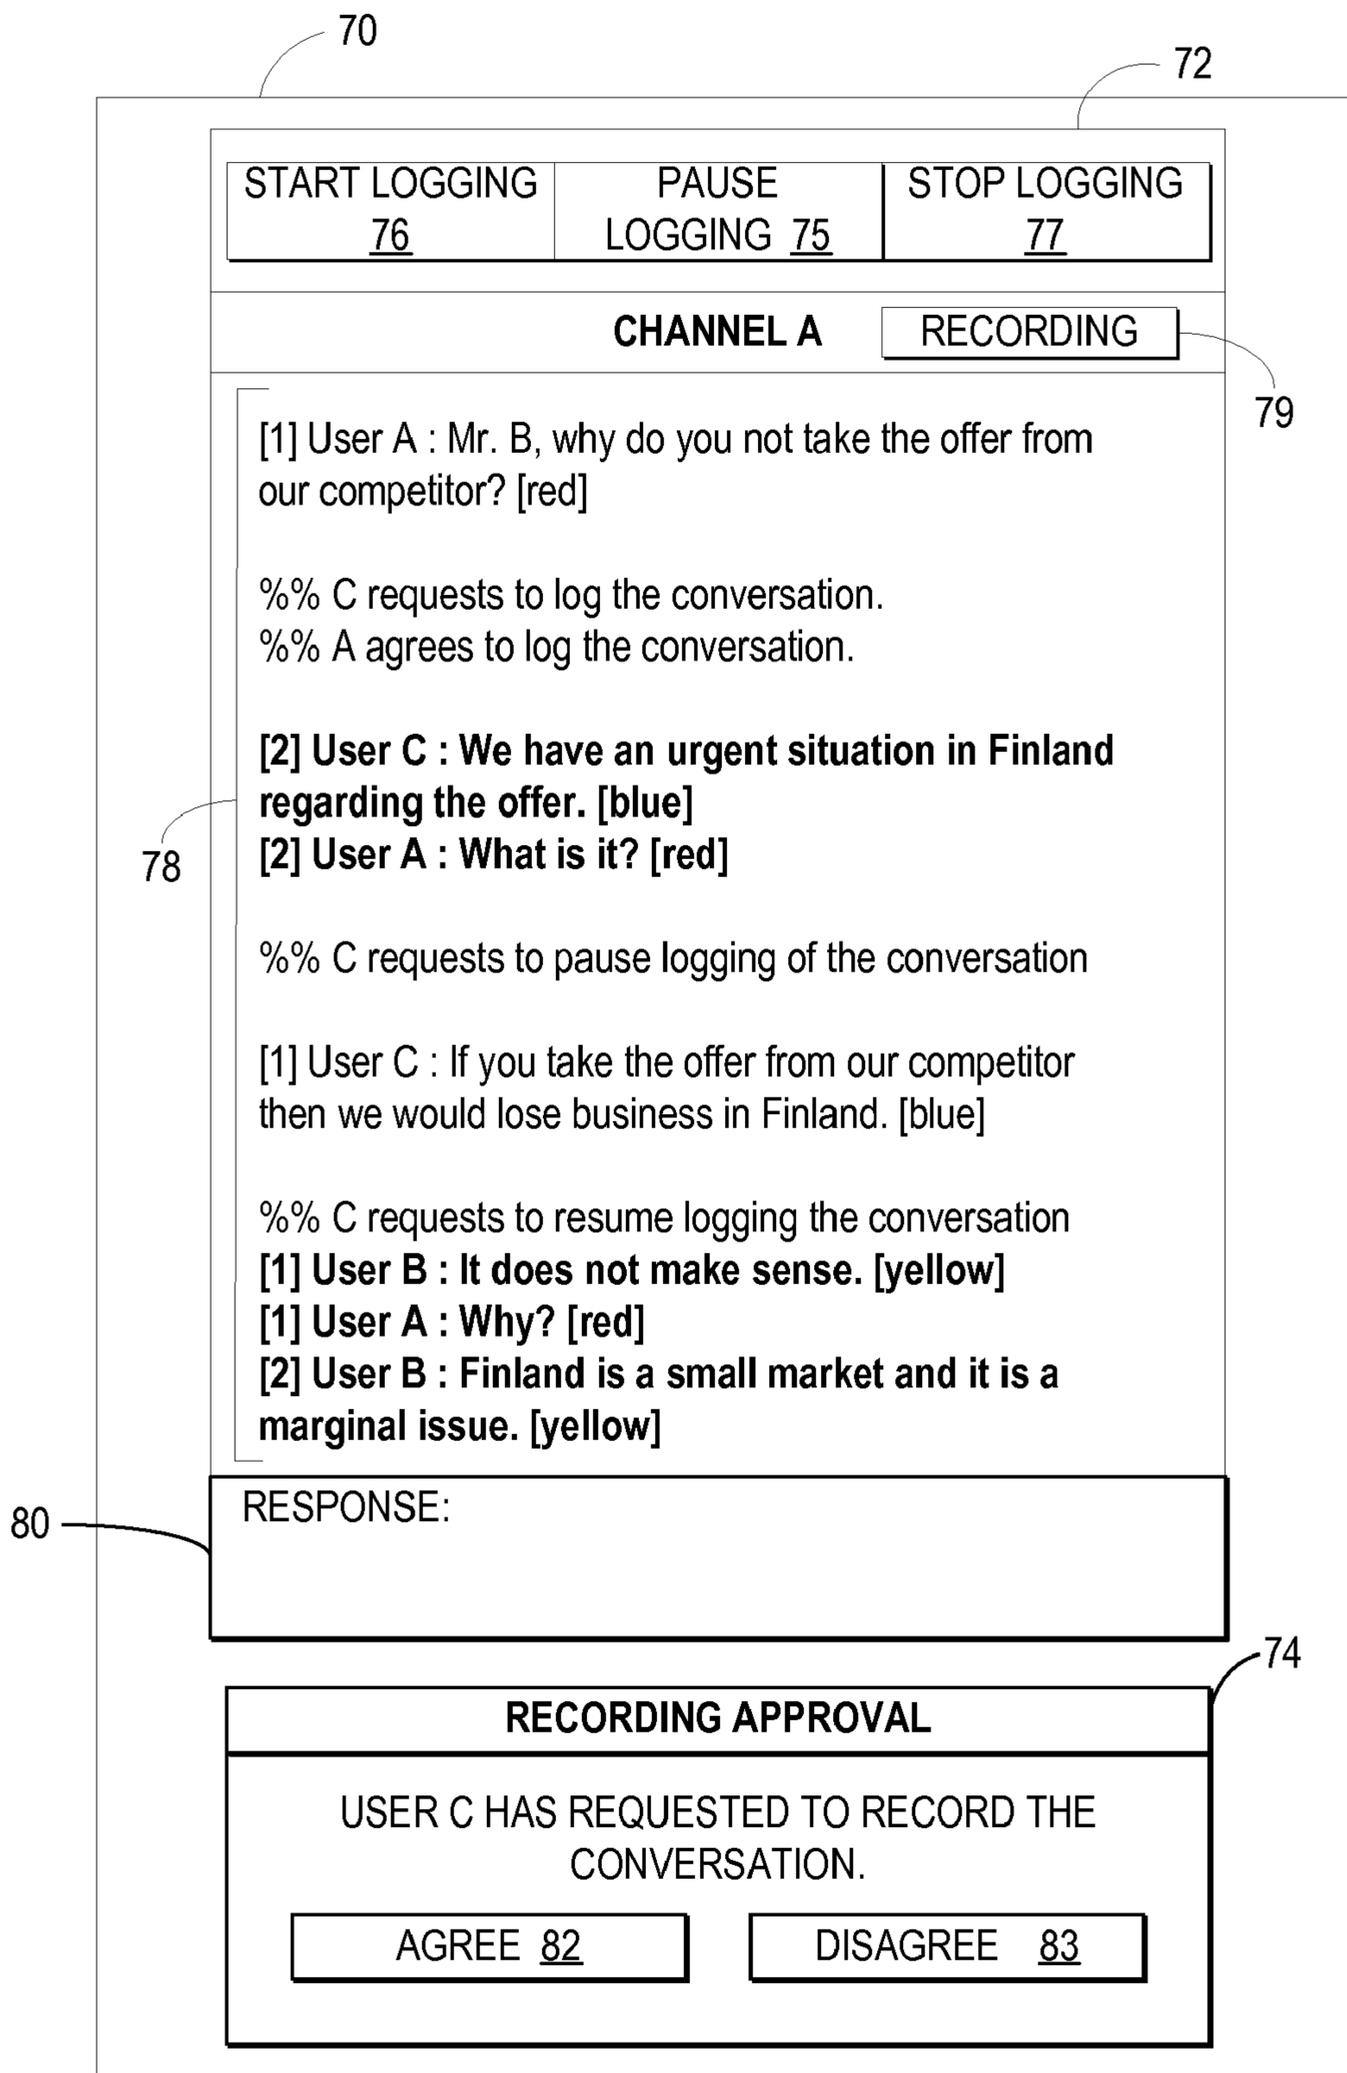 70
72
START LOGGING
76
PAUSE
LOGGING 75
STOP LOGGING
77
CHANNEL A
RECORDING
79
[1] User A : Mr. B, why do you not take the offer from
our competitor? [red]
%% C requests to log the conversation.
%% A agrees to log the conversation.
[2] User C : We have an urgent situation in Finland
regarding the offer. [blue]
[2] User A : What is it? [red]
78
%% C requests to pause logging of the conversation
[1] User C : If you take the offer from our competitor
then we would lose business in Finland. [blue]
%% C requests to resume logging the conversation
[1] User B : It does not make sense. [yellow]
[1] User A : Why? [red]
[2] User B : Finland is a small market and it is a
marginal issue. [yellow]
80
RESPONSE:
74
RECORDING APPROVAL
USER C HAS REQUESTED TO RECORD THE
CONVERSATION.
AGREE 82
DISAGREE 83